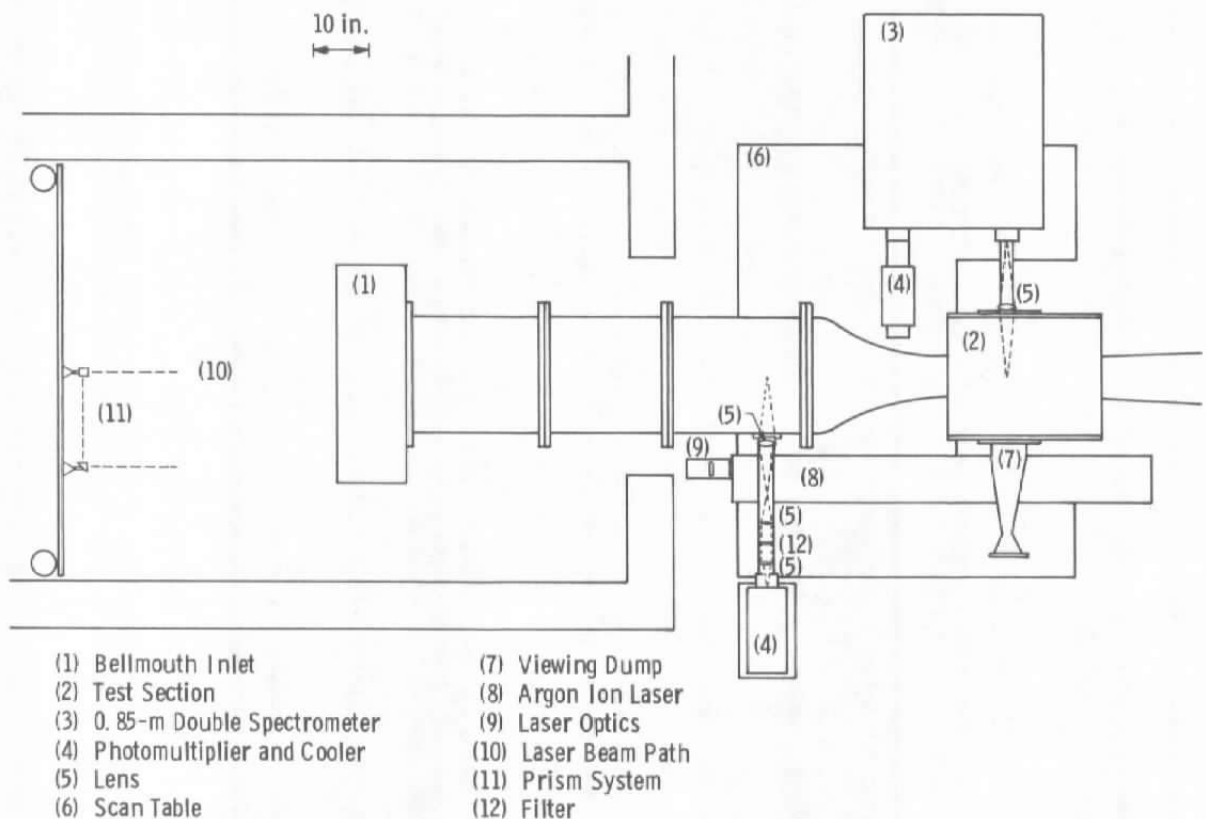 10 in.
(3)
(6)
(4)
(5)
(1)
(2)
(10)
(11)
(5)
(9)
(8)
(7)
(5)
(12)
(5)
(4)
(1) Bellmouth Inlet
(2) Test Section
(3) 0.85-m Double Spectrometer
(4) Photomultiplier and Cooler
(5) Lens
(6) Scan Table
(7) Viewing Dump
(8) Argon Ion Laser
(9) Laser Optics
(10) Laser Beam Path
(11) Prism System
(12) Filter